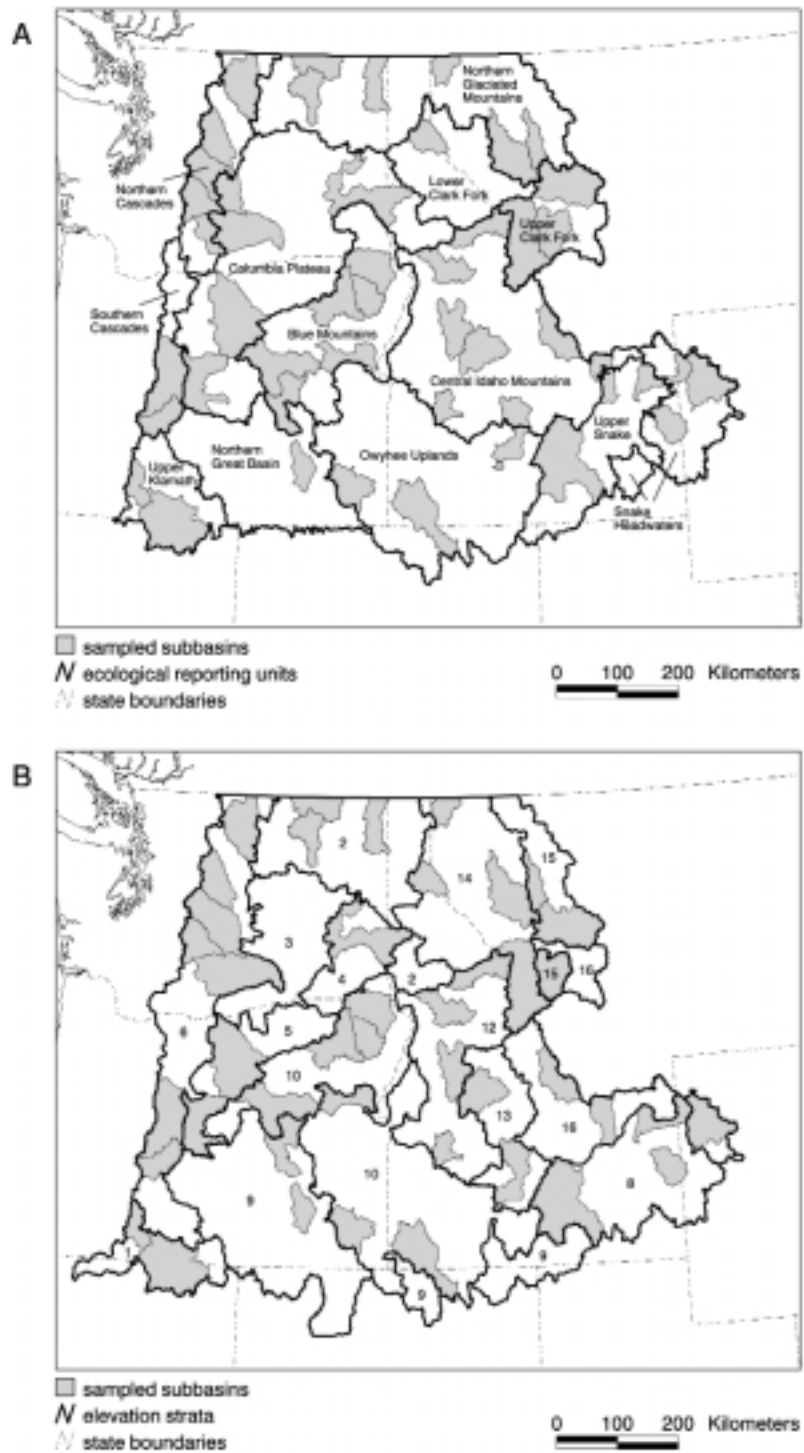 A
Northern
Glaciated
Mountains
Northern
Cascades
Lower
Clark Fork
Upper
Clark Fork
Columbia Plateau
Southern
Cascades
Blue Mountains
Central Idaho Mountains
Upper
Snake
Northern
Great Basin
Owyhee Uplands
Upper
Klamath
Snake
Headwaters
sampled subbasins
N ecological reporting units
N state boundaries
0 100 200 Kilometers
B
2
15
14
3
4
2
15
16
6
5
12
10
13
16
10
8
9
9
9
sampled subbasins
N elevation strata
N state boundaries
0 100 200 Kilometers